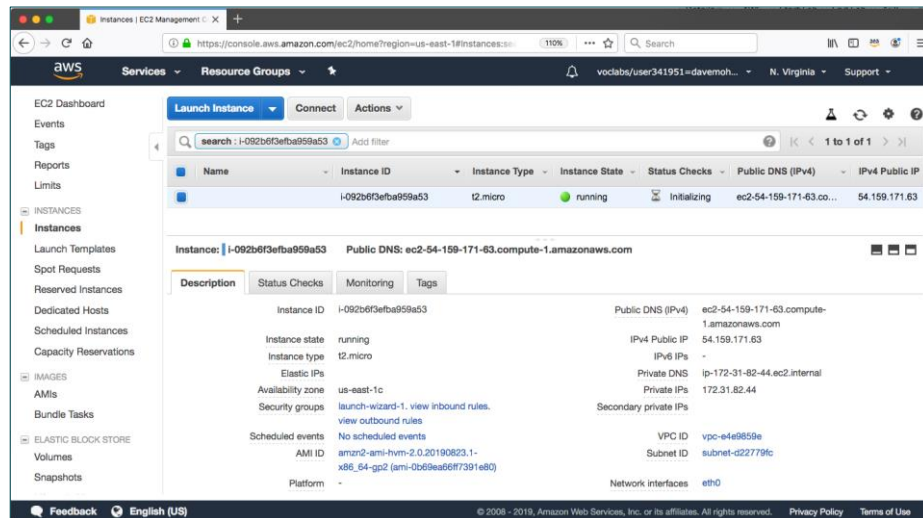 Instances | EC2 Management C
https://console.aws.amazon.com/ec2/home?region=us-east-1#Instances:se
110%
Search
aws
Services
Resource Groups
voclabs/user341951=davemoh...
N. Virginia
Support
EC2 Dashboard
Events
Tags
Reports
Limits
INSTANCES
Instances
Launch Templates
Spot Requests
Reserved Instances
Dedicated Hosts
Scheduled Instances
Capacity Reservations
IMAGES
AMIs
Bundle Tasks
ELASTIC BLOCK STORE
Volumes
Snapshots
Launch Instance Connect Actions
search : i-092b6f3efba959a53 Add filter 1 to 1 of 1
Name Instance ID Instance Type Instance State Status Checks Public DNS (IPv4) IPv4 Public IP
i-092b6f3efba959a53 t2.micro running Initializing ec2-54-159-171-63.co... 54.159.171.63
Instance: i-092b6f3efba959a53 Public DNS: ec2-54-159-171-63.compute-1.amazonaws.com
Description Status Checks Monitoring Tags
Instance ID i-092b6f3efba959a53
Instance state running
Instance type t2.micro
Elastic IPs
Availability zone us-east-1c
Security groups launch-wizard-1. view inbound rules.
view outbound rules
Scheduled events No scheduled events
AMI ID amzn2-ami-hvm-2.0.20190823.1-
x86_64-gp2 (ami-0b69ea66ff7391e80)
Platform -
Public DNS (IPv4) ec2-54-159-171-63.compute-
1.amazonaws.com
IPv4 Public IP 54.159.171.63
IPv6 IPs -
Private DNS ip-172-31-82-44.ec2.internal
Private IPs 172.31.82.44
Secondary private IPs
VPC ID vpc-e4e9859e
Subnet ID subnet-d22779fc
Network interfaces eth0
Feedback English (US) © 2008 - 2019, Amazon Web Services, Inc. or its affiliates. All rights reserved. Privacy Policy Terms of Use